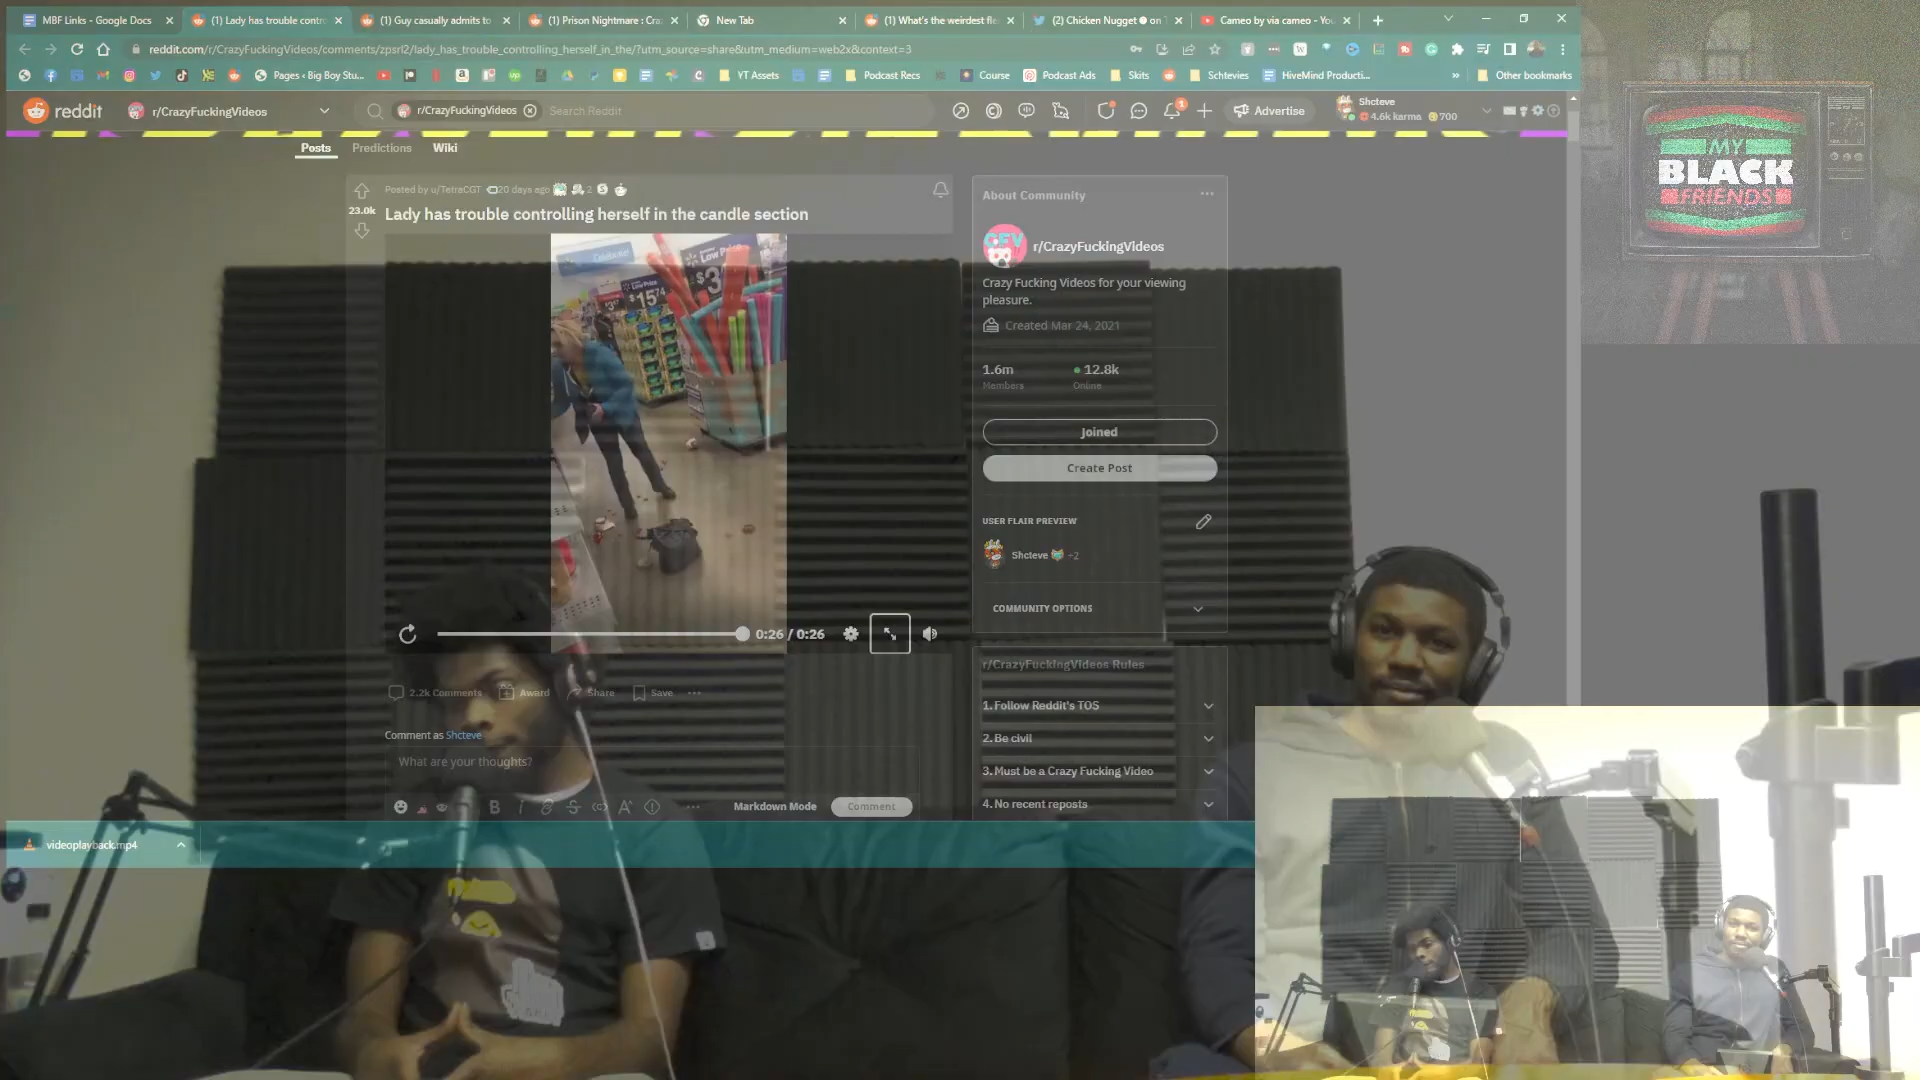 MBF Links - Google Docs
(1) Lady has trouble contro
(1) Guy casually admits to
(1) Prison Nightmare : Cra
New Tab
(1) What's the weirdest fle
(2) Chicken Nugget
Cameo by via cameo - You
reddit.com/r/CrazyFuckingVideos/comments/zpsrl2/lady_has_trouble_controlling_herself_in_the/?utm_source=share&utm_medium=web2x&context=3
Pages ‹ Big Boy Stu...
YT Assets
Podcast Recs
Course
Podcast Ads
Skits
Schtevies
HiveMind Producti...
Other bookmarks
reddit
r/CrazyFuckingVideos
r/CrazyFuckingVideos
Search Reddit
1
Advertise
Shcteve
4.6k karma
700
Posts
Predictions
Wiki
Posted by u/TetraCGT
20 days ago
2
23.0k
Lady has trouble controlling herself in the candle section
About Community
r/CrazyFuckingVideos
Crazy Fucking Videos for your viewing
pleasure.
Created Mar 24, 2021
1.6m
Members
12.8k
Online
Joined
Create Post
USER FLAIR PREVIEW
Shcteve
+2
COMMUNITY OPTIONS
0:26 / 0:26
2.2k Comments
Award
Share
Save
Comment as Shcteve
What are your thoughts?
Markdown Mode
Comment
r/CrazyFuckingVideos Rules
1. Follow Reddit's TOS
2. Be civil
3. Must be a Crazy Fucking Video
4. No recent reposts
videoplayback.mp4
MY
BLACK
FRIENDS